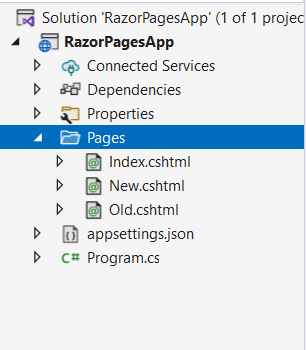 Solution 'RazorPagesApp' (1 of 1 projec
RazorPagesApp
Connected Services
Dependencies
Properties
Pages
Index.cshtml
New.cshtml
Old.cshtml
appsettings.json
C# Program.cs